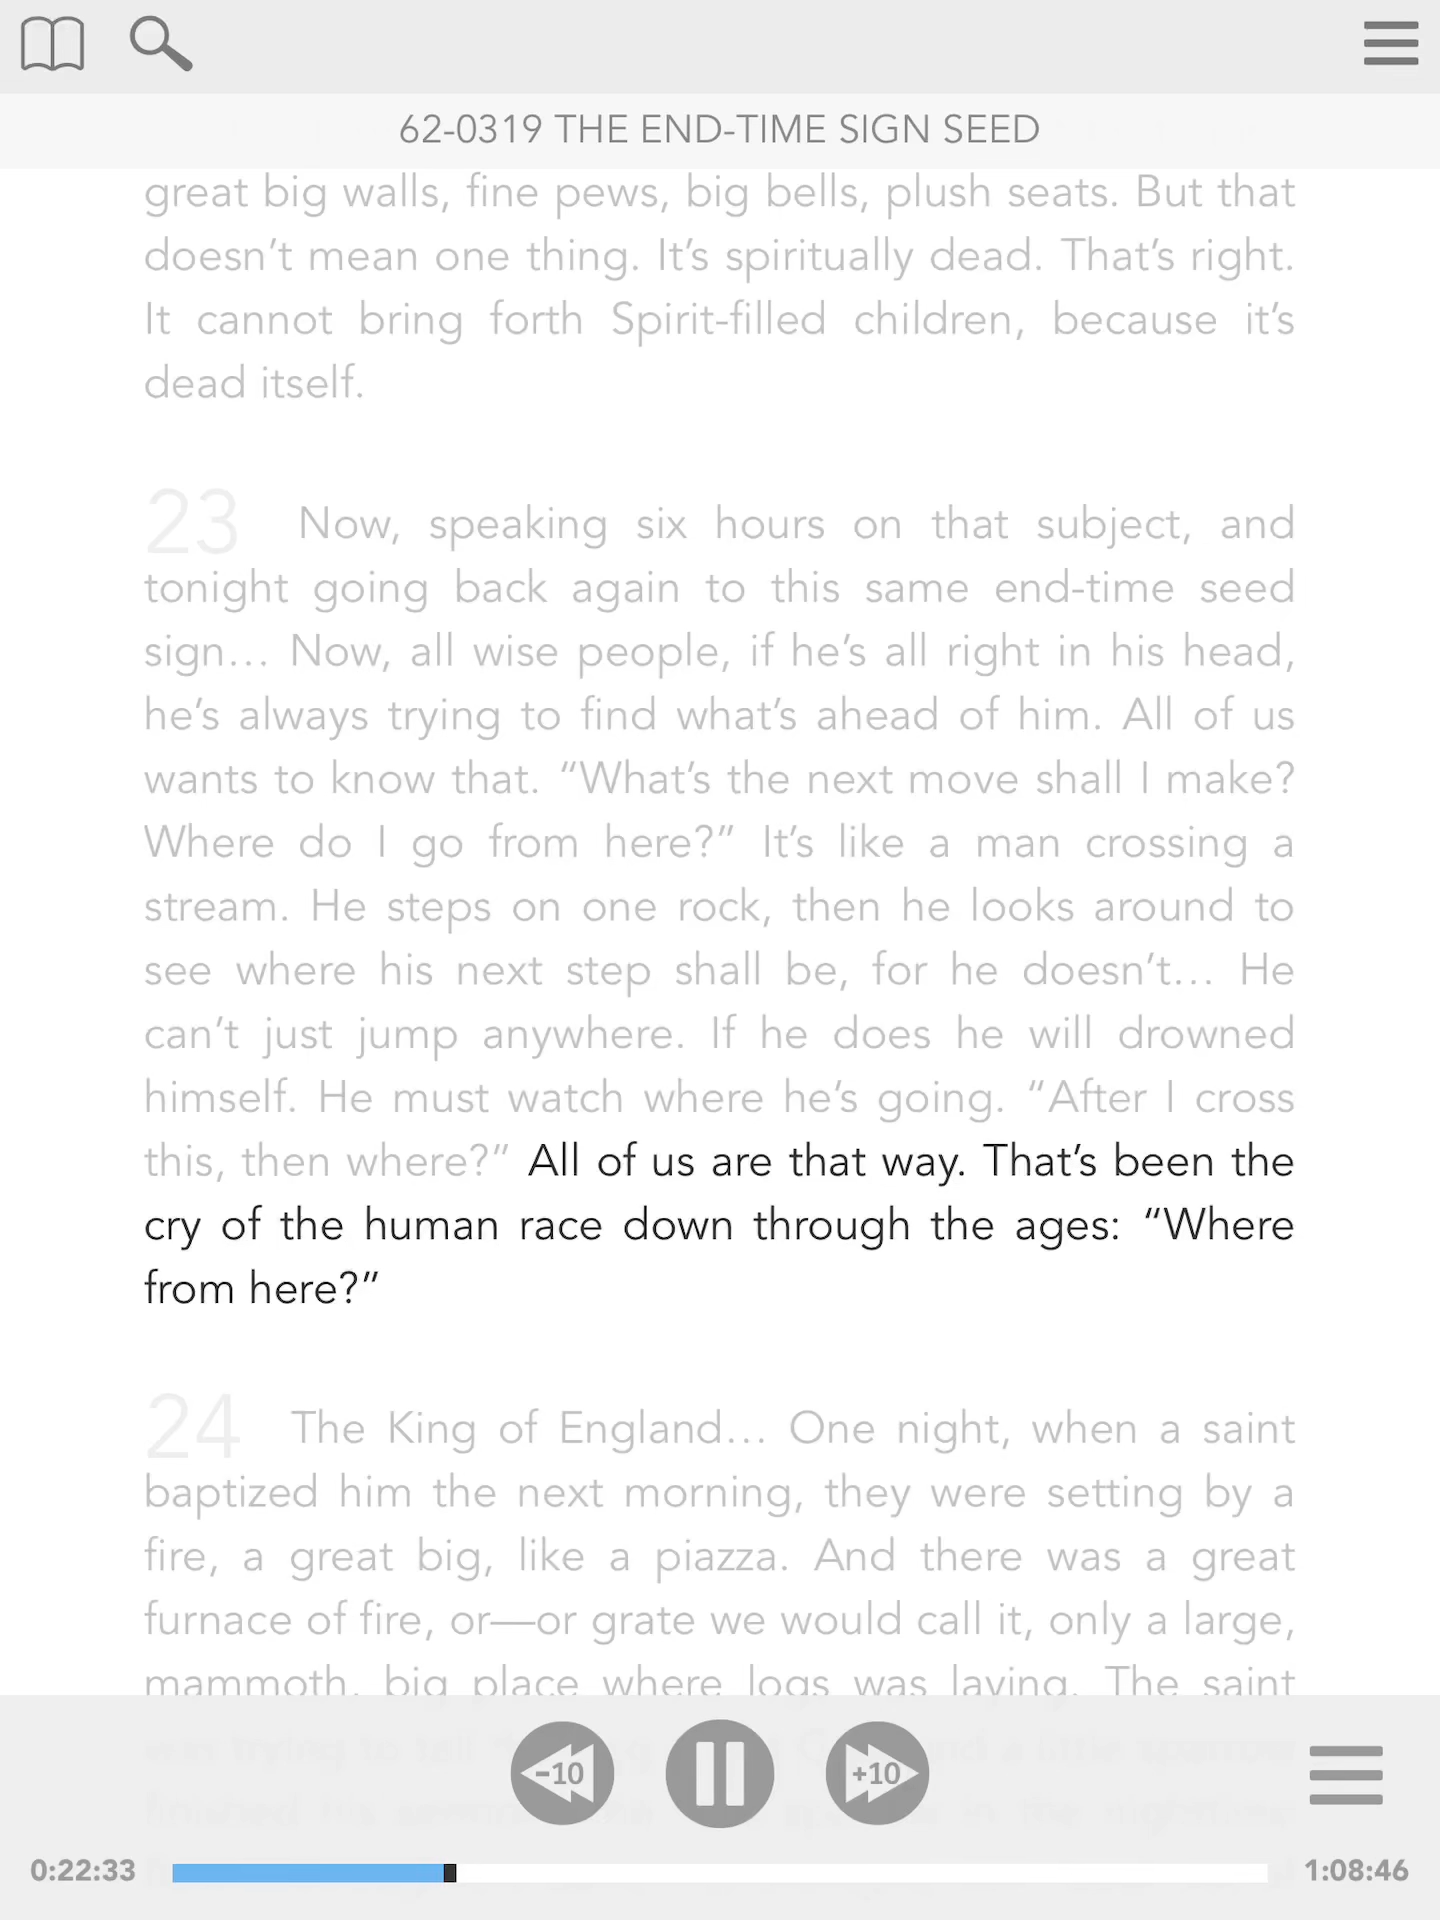 62-0319 THE END-TIME SIGN SEED
great big walls, fine pews, big bells, plush seats. But that
doesn’t mean one thing. It’s spiritually dead. That’s right.
It cannot bring forth Spirit-filled children, because it’s
dead itself.
23 Now, speaking six hours on that subject, and
tonight going back again to this same end-time seed
sign… Now, all wise people, if he’s all right in his head,
he’s always trying to find what’s ahead of him. All of us
wants to know that. “What’s the next move shall I make?
Where do I go from here?” It’s like a man crossing a
stream. He steps on one rock, then he looks around to
see where his next step shall be, for he doesn’t… He
can’t just jump anywhere. If he does he will drowned
himself. He must watch where he’s going. “After I cross
this, then where?” All of us are that way. That’s been the
cry of the human race down through the ages: “Where
from here?”
24 The King of England… One night, when a saint
baptized him the next morning, they were setting by a
fire, a great big, like a piazza. And there was a great
furnace of fire, or—or grate we would call it, only a large,
mammoth, big place where logs was laying. The saint
was trying to tell and a little sparrow
-10 +10
0:22:33 1:08:46